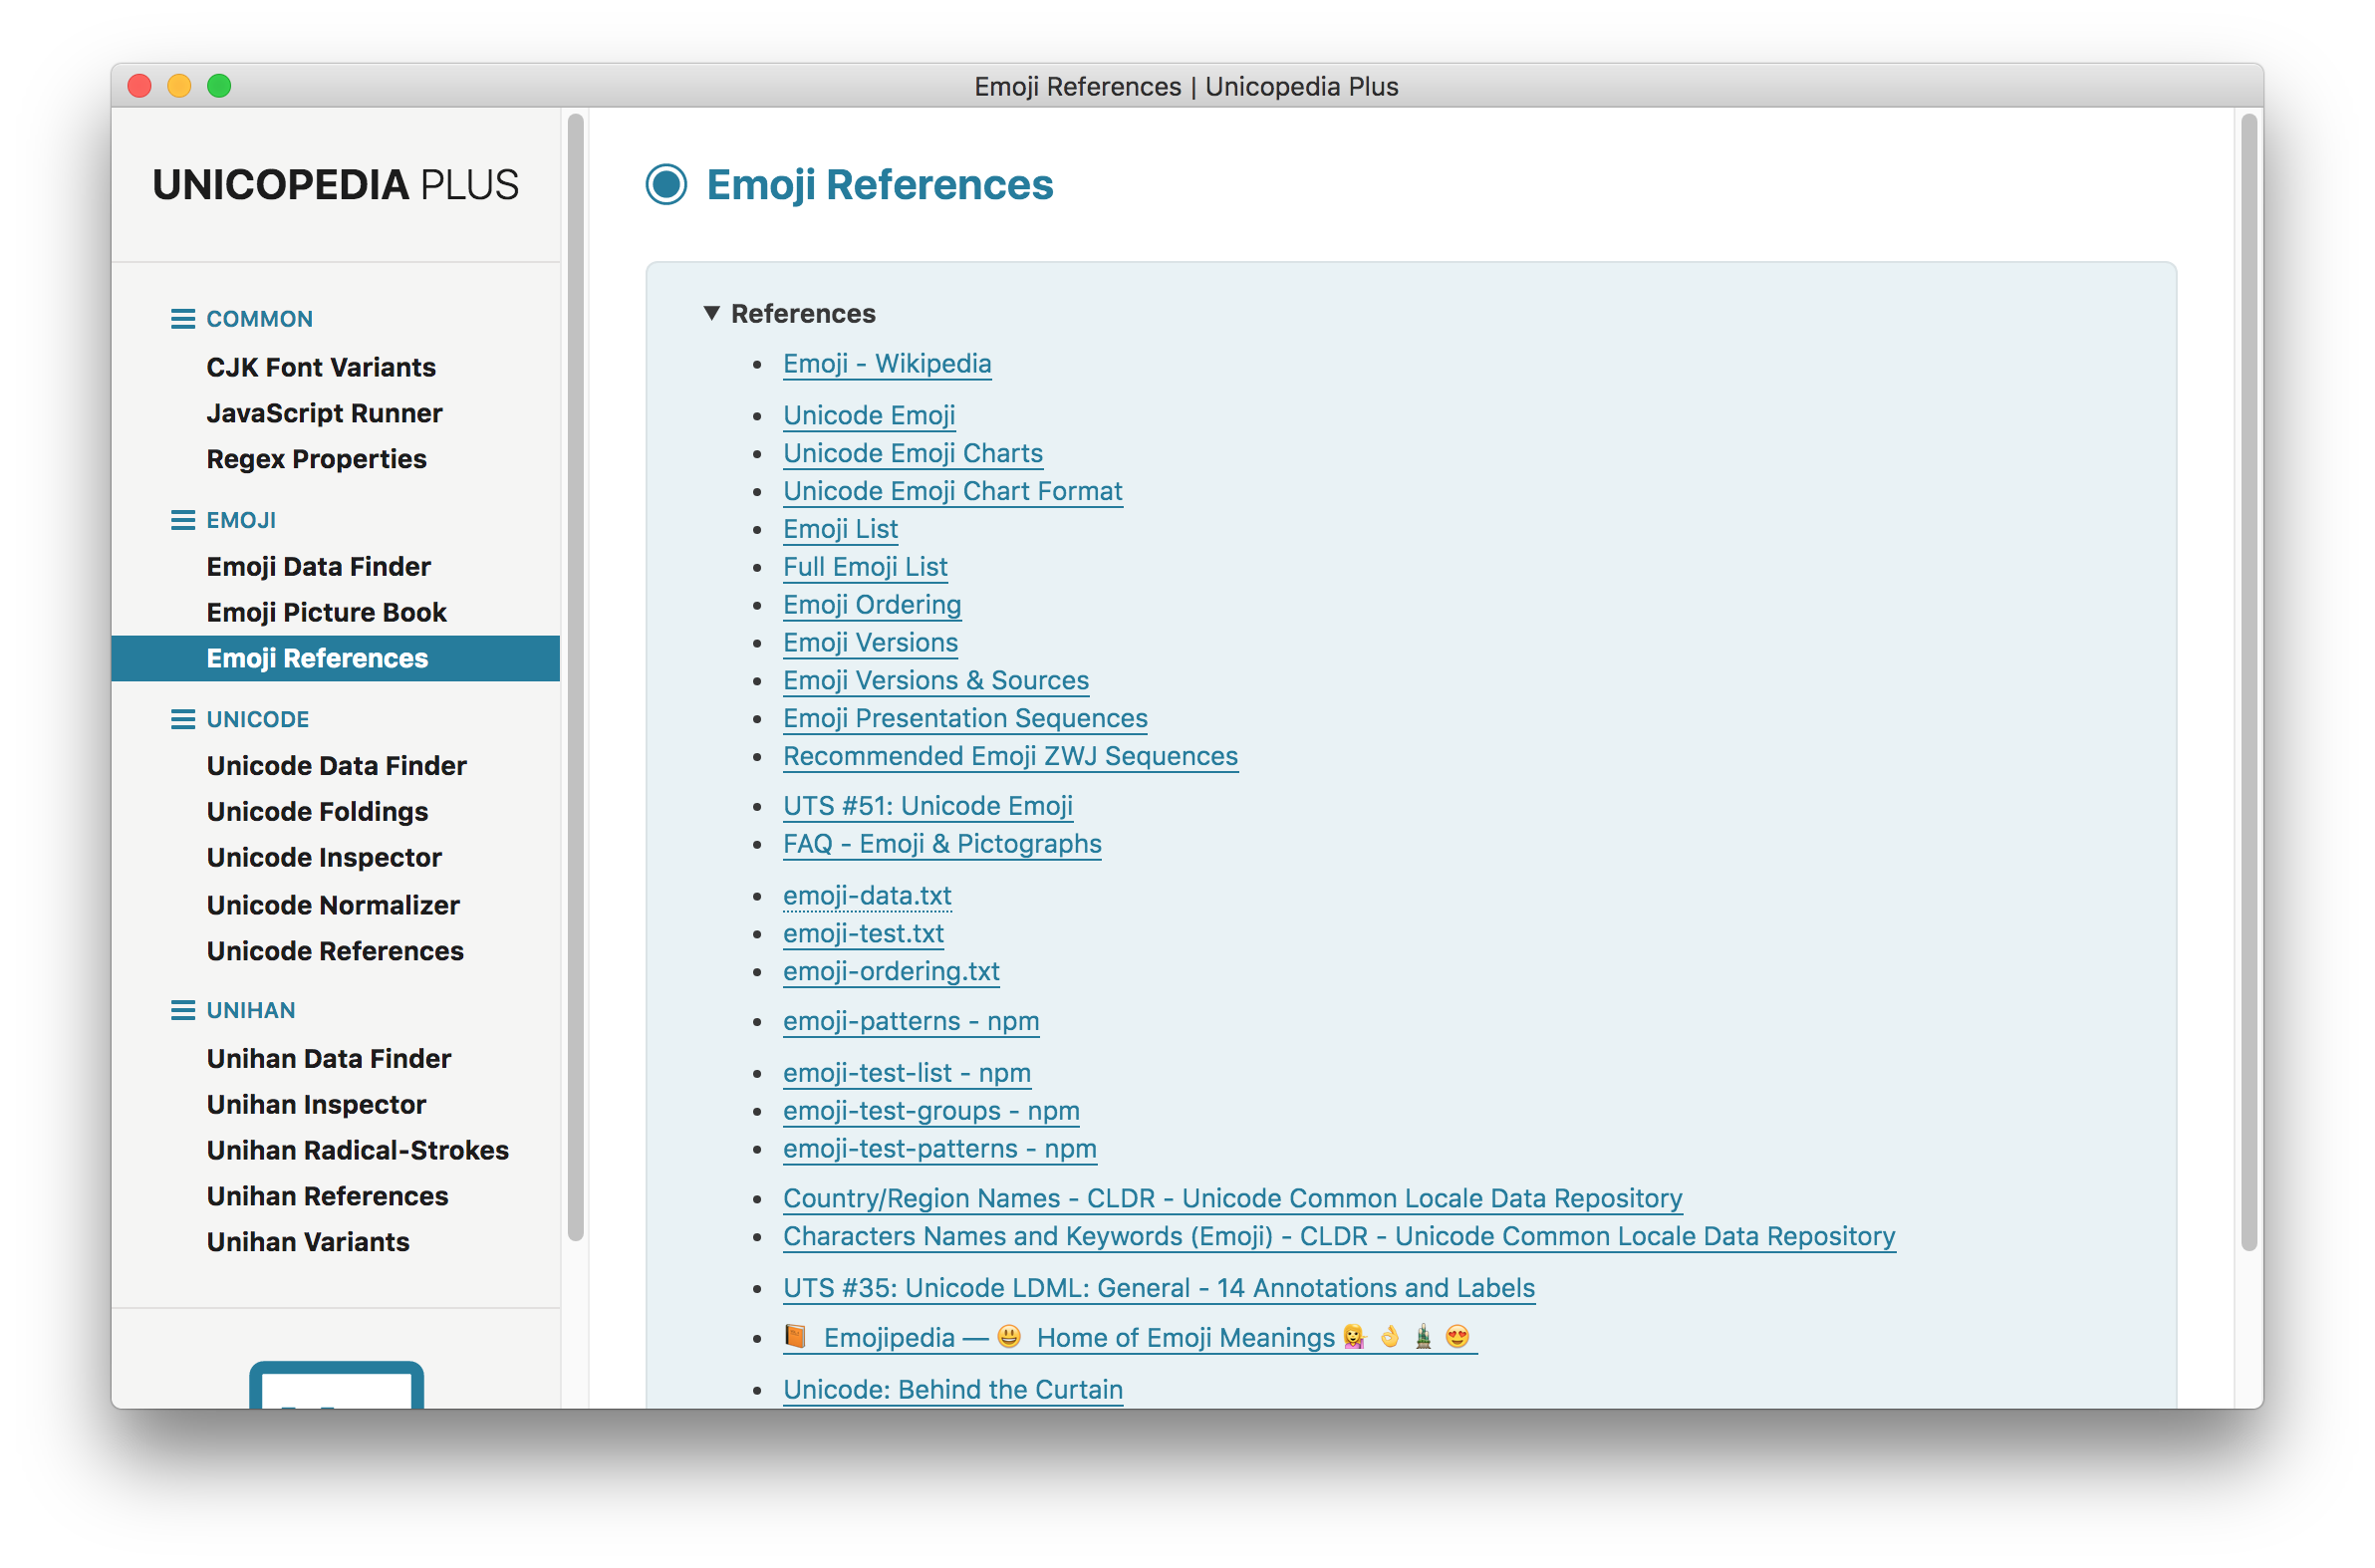 Emoji References | Unicopedia Plus
UNICOPEDIA PLUS
COMMON
CJK Font Variants
JavaScript Runner
Regex Properties
EMOJI
Emoji Data Finder
Emoji Picture Book
Emoji References
UNICODE
Unicode Data Finder
Unicode Foldings
Unicode Inspector
Unicode Normalizer
Unicode References
UNIHAN
Unihan Data Finder
Unihan Inspector
Unihan Radical-Strokes
Unihan References
Unihan Variants
Emoji References
▼ References
• Emoji - Wikipedia
• Unicode Emoji
• Unicode Emoji Charts
• Unicode Emoji Chart Format
• Emoji List
• Full Emoji List
• Emoji Ordering
• Emoji Versions
• Emoji Versions & Sources
• Emoji Presentation Sequences
• Recommended Emoji ZWJ Sequences
• UTS #51: Unicode Emoji
• FAQ - Emoji & Pictographs
• emoji-data.txt
• emoji-test.txt
• emoji-ordering.txt
• emoji-patterns - npm
• emoji-test-list - npm
• emoji-test-groups - npm
• emoji-test-patterns - npm
• Country/Region Names - CLDR - Unicode Common Locale Data Repository
• Characters Names and Keywords (Emoji) - CLDR - Unicode Common Locale Data Repository
• UTS #35: Unicode LDML: General - 14 Annotations and Labels
• 📙 Emojipedia — 😃 Home of Emoji Meanings 💁👌🎍😍
• Unicode: Behind the Curtain